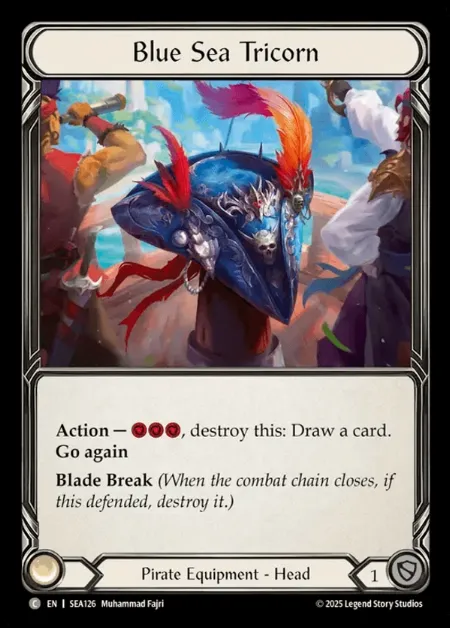 Blue Sea Tricorn
Action — , destroy this: Draw a card.
Go again
Blade Break (When the combat chain closes, if
this defended, destroy it.)
Pirate Equipment - Head
1
C EN | SEA126 Muhammad Fajri
© 2025 Legend Story Studios